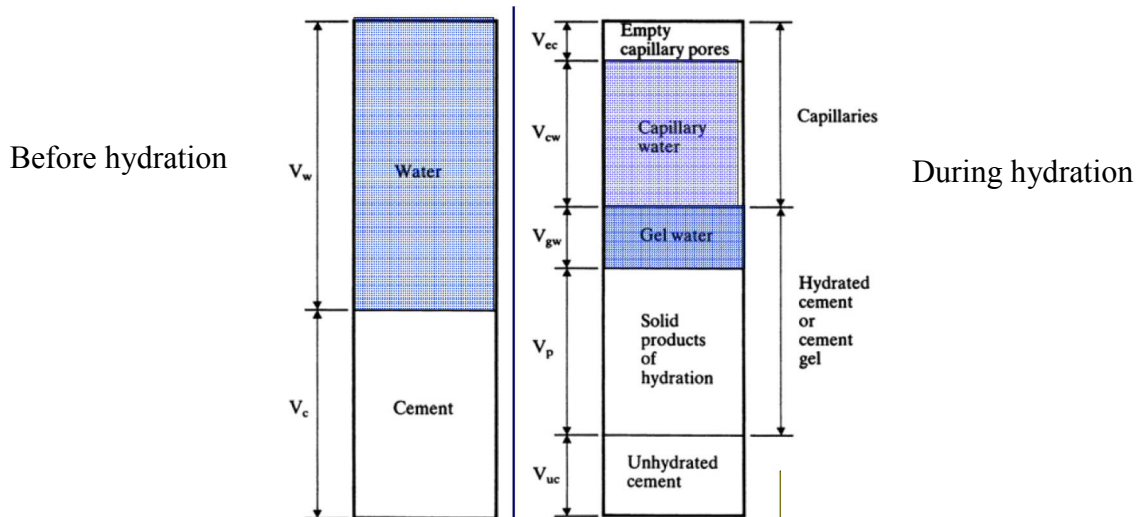 Before hydration
V_w
Water
V_c
Cement
V_ec
Empty
capillary pores
V_cw
Capillary
water
V_gw
Gel water
V_p
Solid
products
of
hydration
V_uc
Unhydrated
cement
Capillaries
Hydrated
cement
or
cement
gel
During hydration